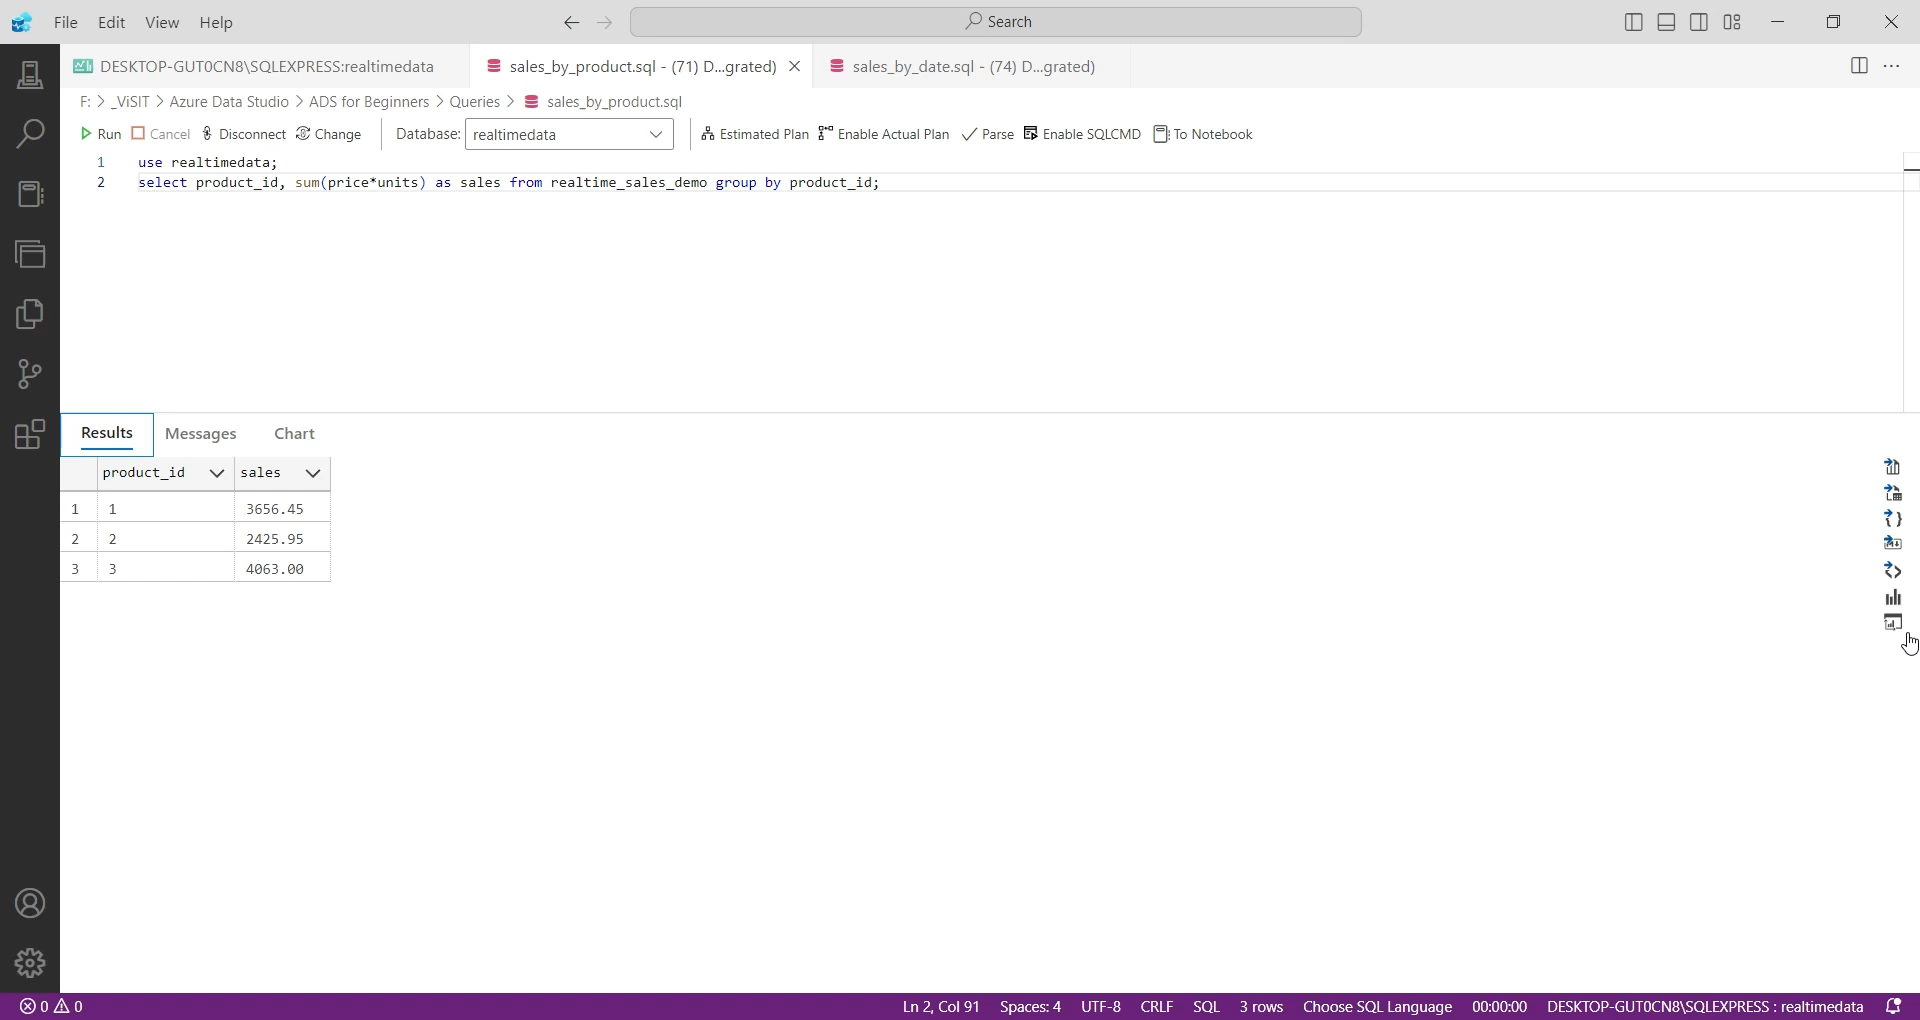 File Edit View Help Search
DESKTOP-GUT0CN8\SQLEXPRESS:realtimedata sales_by_product.sql - (71) D...grated) sales_by_date.sql - (74) D...grated)
F: > _ViSIT > Azure Data Studio > ADS for Beginners > Queries > sales_by_product.sql
Run Cancel Disconnect Change Database: realtimedata Estimated Plan Enable Actual Plan Parse Enable SQLCMD To Notebook
1 use realtimedata;
2 select product_id, sum(price*units) as sales from realtime_sales_demo group by product_id;
Results Messages Chart
product_id sales
1 1 3656.45
2 2 2425.95
3 3 4063.00
0 0 Ln 2, Col 91 Spaces: 4 UTF-8 CRLF SQL 3 rows Choose SQL Language 00:00:00 DESKTOP-GUT0CN8\SQLEXPRESS : realtimedata